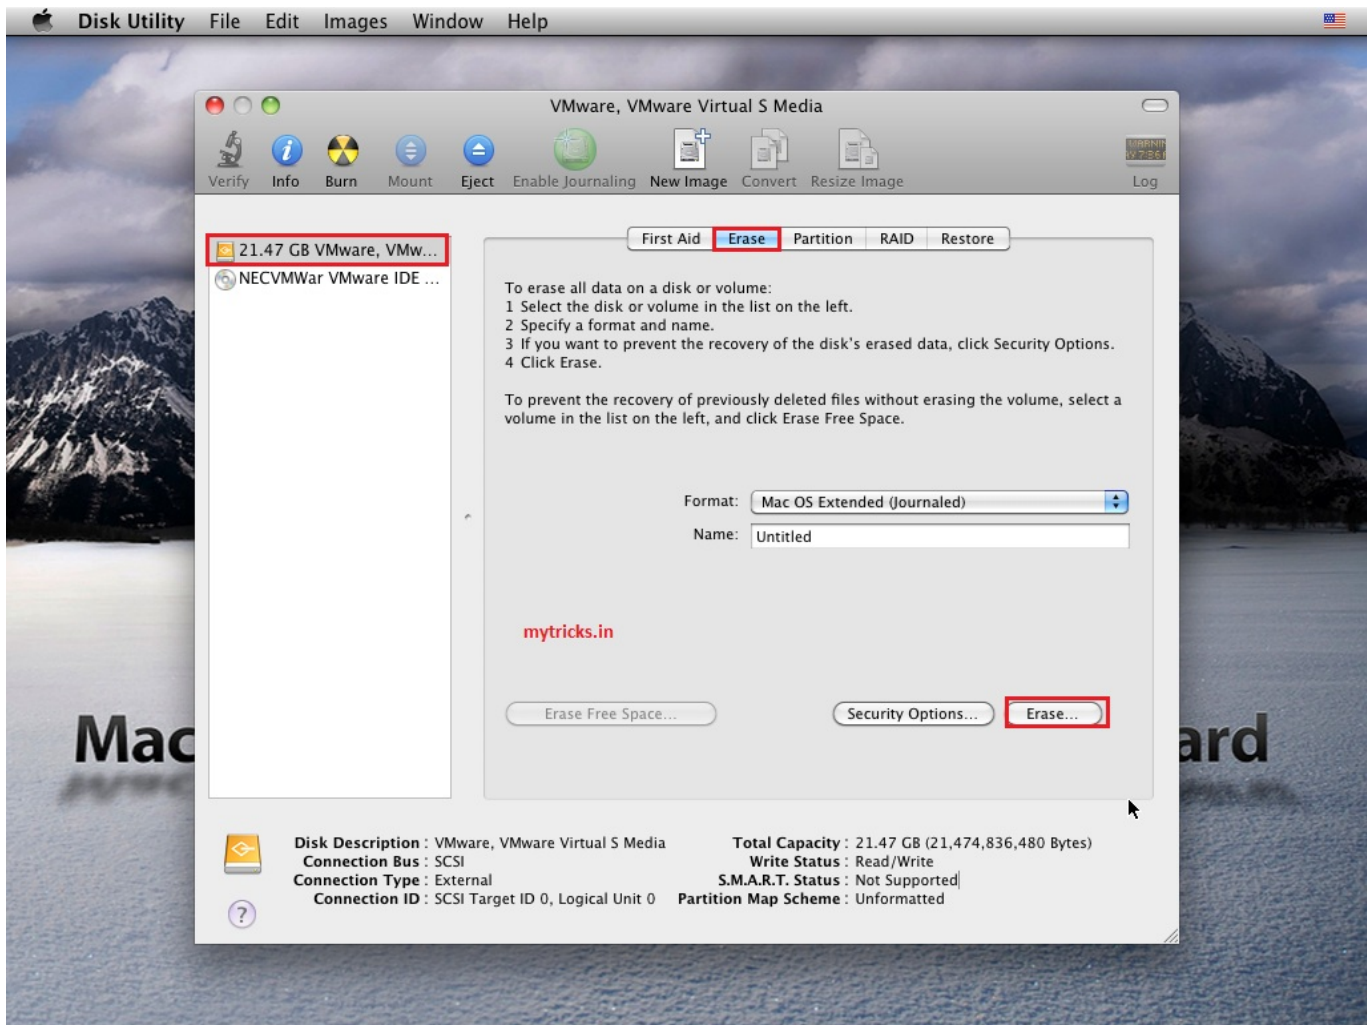 Disk Utility File Edit Images Window Help
VMware, VMware Virtual S Media
Verify Info Burn Mount Eject Enable Journaling New Image Convert Resize Image Log
21.47 GB VMware, VMw...
NECVMWar VMware IDE ...
First Aid Erase Partition RAID Restore
To erase all data on a disk or volume:
1 Select the disk or volume in the list on the left.
2 Specify a format and name.
3 If you want to prevent the recovery of the disk's erased data, click Security Options.
4 Click Erase.
To prevent the recovery of previously deleted files without erasing the volume, select a
volume in the list on the left, and click Erase Free Space.
Format: Mac OS Extended (Journaled)
Name: Untitled
mytricks.in
Erase Free Space... Security Options... Erase...
Mac ard
Disk Description : VMware, VMware Virtual S Media Total Capacity : 21.47 GB (21,474,836,480 Bytes)
Connection Bus : SCSI Write Status : Read/Write
Connection Type : External S.M.A.R.T. Status : Not Supported
Connection ID : SCSI Target ID 0, Logical Unit 0 Partition Map Scheme : Unformatted
?